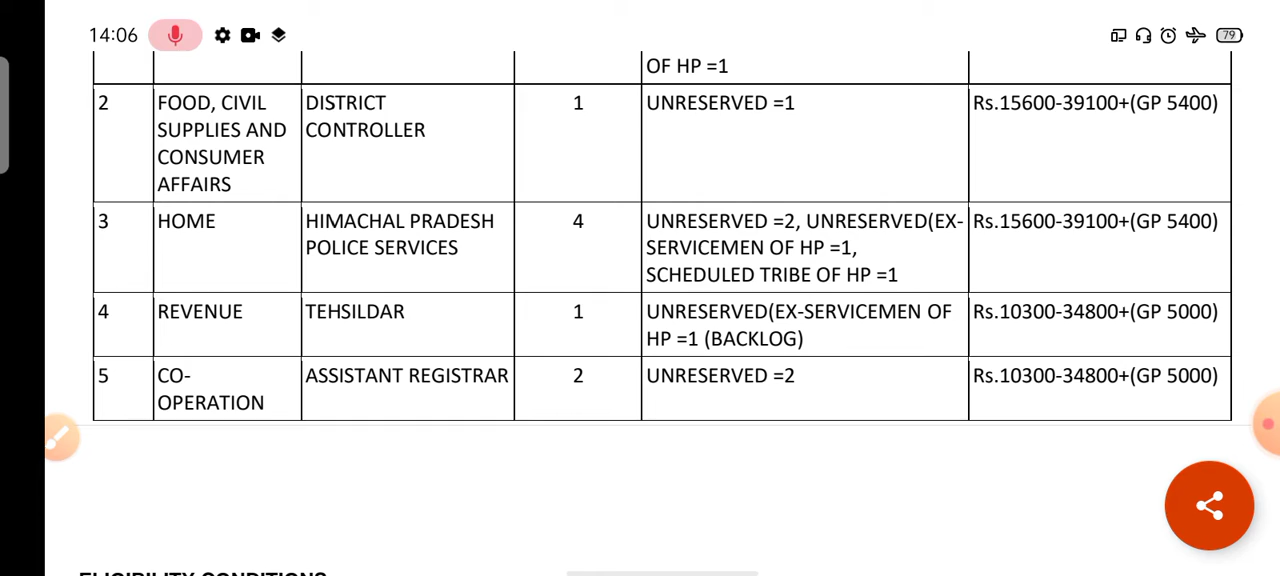 14:06
79
OF HP =1
2 FOOD, CIVIL DISTRICT 1 UNRESERVED =1 Rs.15600-39100+(GP 5400)
SUPPLIES AND CONTROLLER
CONSUMER
AFFAIRS
3 HOME HIMACHAL PRADESH 4 UNRESERVED =2, UNRESERVED(EX- Rs.15600-39100+(GP 5400)
POLICE SERVICES SERVICEMEN OF HP =1,
SCHEDULED TRIBE OF HP =1
4 REVENUE TEHSILDAR 1 UNRESERVED(EX-SERVICEMEN OF Rs.10300-34800+(GP 5000)
HP =1 (BACKLOG)
5 CO- ASSISTANT REGISTRAR 2 UNRESERVED =2 Rs.10300-34800+(GP 5000)
OPERATION
ELIGIBILITY CONDITIONS